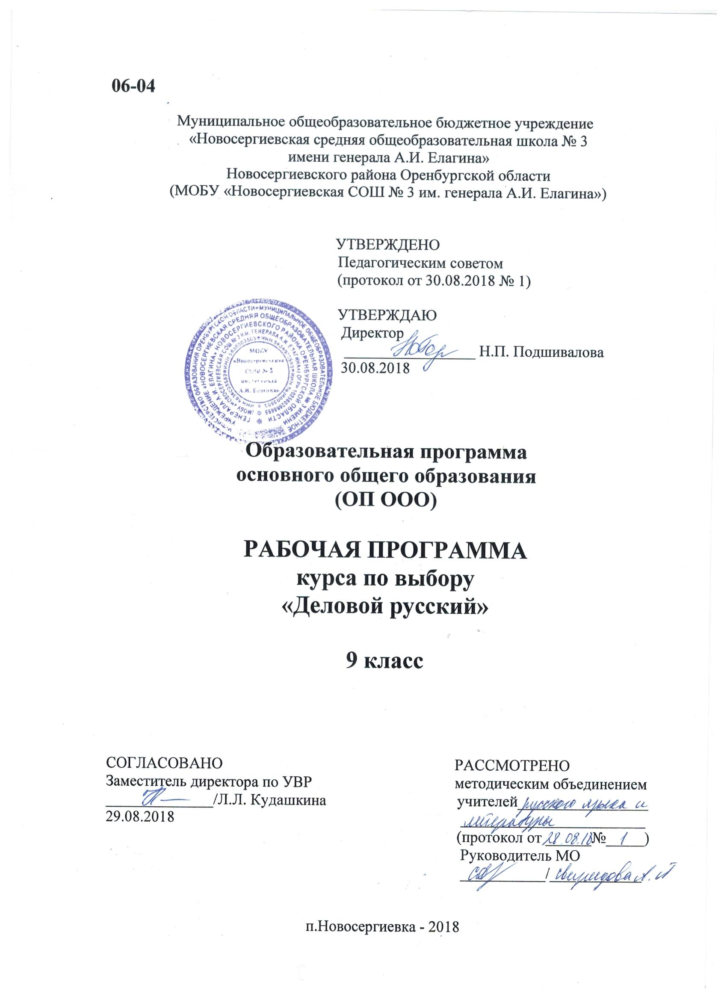 06-04
Муниципальное общеобразовательное бюджетное учреждение
«Новосергиевская средняя общеобразовательная школа № 3
имени генерала А.И. Елагина»
Новосергиевского района Оренбургской области
(МОБУ «Новосергиевская СОШ № 3 им. генерала А.И. Елагина»)
УТВЕРЖДЕНО
Педагогическим советом
(протокол от 30.08.2018 № 1)
УТВЕРЖДАЮ
Директор
Н.П. Подшивалова
30.08.2018
МОБУ
«Новосергиевская
СОШ № 3
им. генерала
А.И. Елагина»
Образовательная программа
основного общего образования
(ОП ООО)
РАБОЧАЯ ПРОГРАММА
курса по выбору
«Деловой русский»
9 класс
СОГЛАСОВАНО
Заместитель директора по УВР
/Л.Л. Кудашкина
29.08.2018
РАССМОТРЕНО
методическим объединением
учителей русского языка и
литературы
(протокол от 28.08.18 № 1)
Руководитель МО
/ Свиридова А.П
п.Новосергиевка - 2018